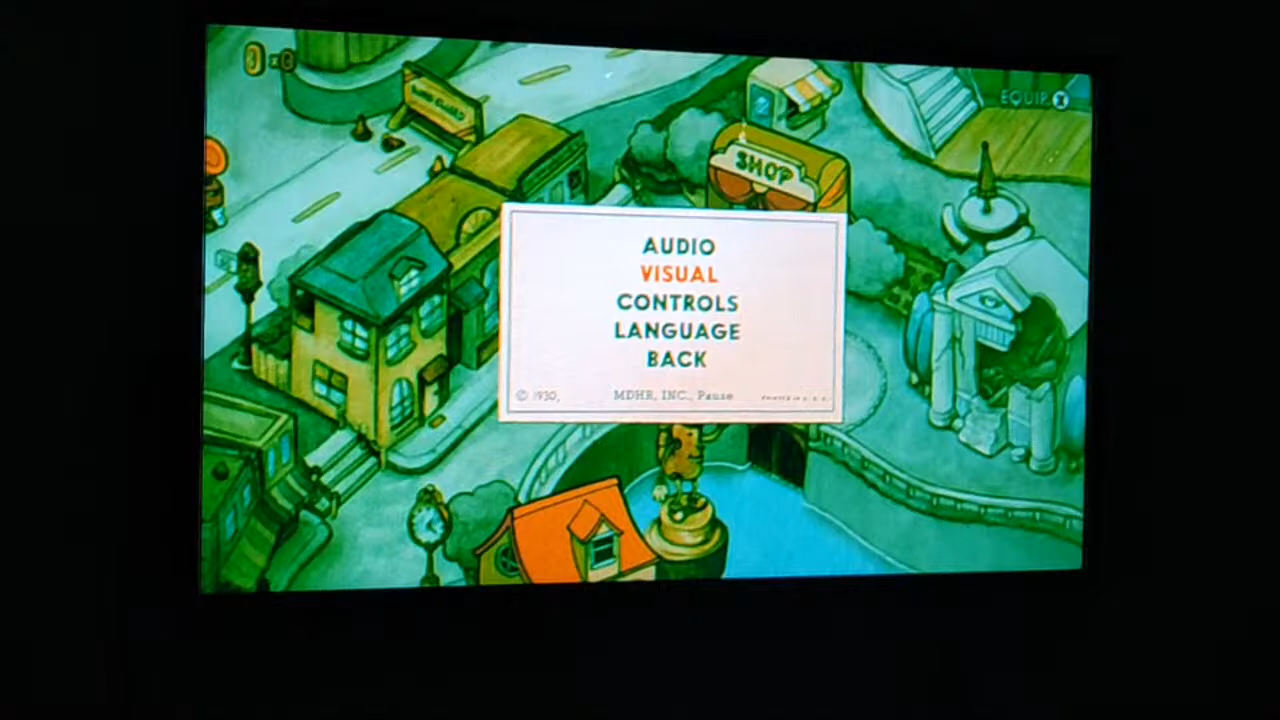 EQUIP X
SHOP
AUDIO
VISUAL
CONTROLS
LANGUAGE
BACK
© 1930, MDHR, INC., Pause